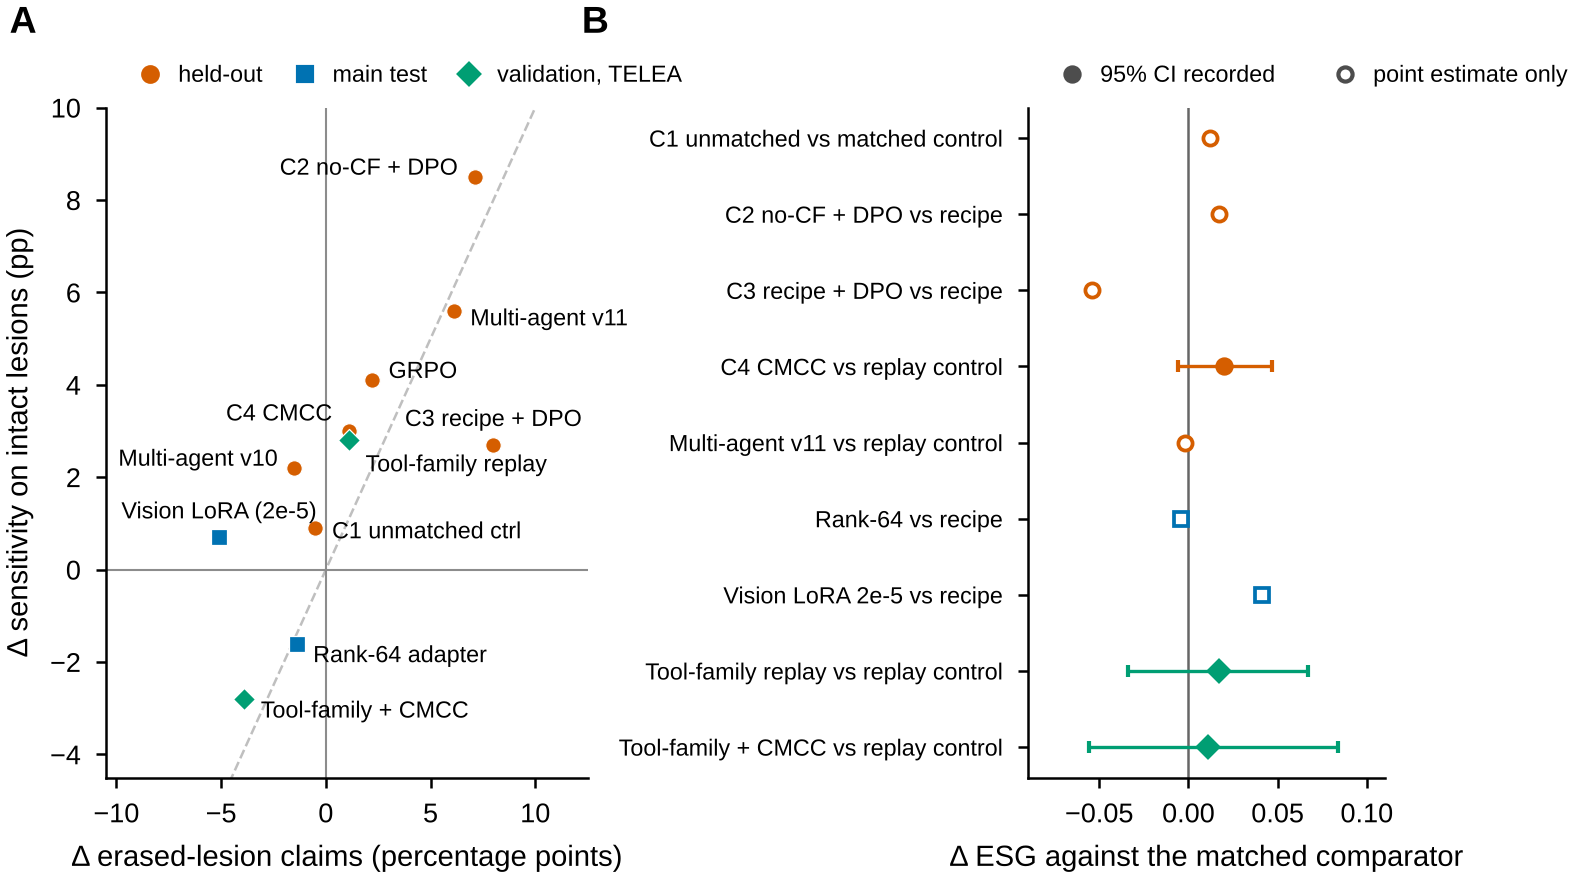 A
held-out
main test
validation, TELEA
10
8
6
4
2
0
−2
−4
Δ sensitivity on intact lesions (pp)
C2 no-CF + DPO
Multi-agent v11
GRPO
C4 CMCC
C3 recipe + DPO
Multi-agent v10
Tool-family replay
Vision LoRA (2e-5)
C1 unmatched ctrl
Rank-64 adapter
Tool-family + CMCC
−10
−5
0
5
10
Δ erased-lesion claims (percentage points)
B
95% CI recorded
point estimate only
C1 unmatched vs matched control
C2 no-CF + DPO vs recipe
C3 recipe + DPO vs recipe
C4 CMCC vs replay control
Multi-agent v11 vs replay control
Rank-64 vs recipe
Vision LoRA 2e-5 vs recipe
Tool-family replay vs replay control
Tool-family + CMCC vs replay control
−0.05
0.00
0.05
0.10
Δ ESG against the matched comparator